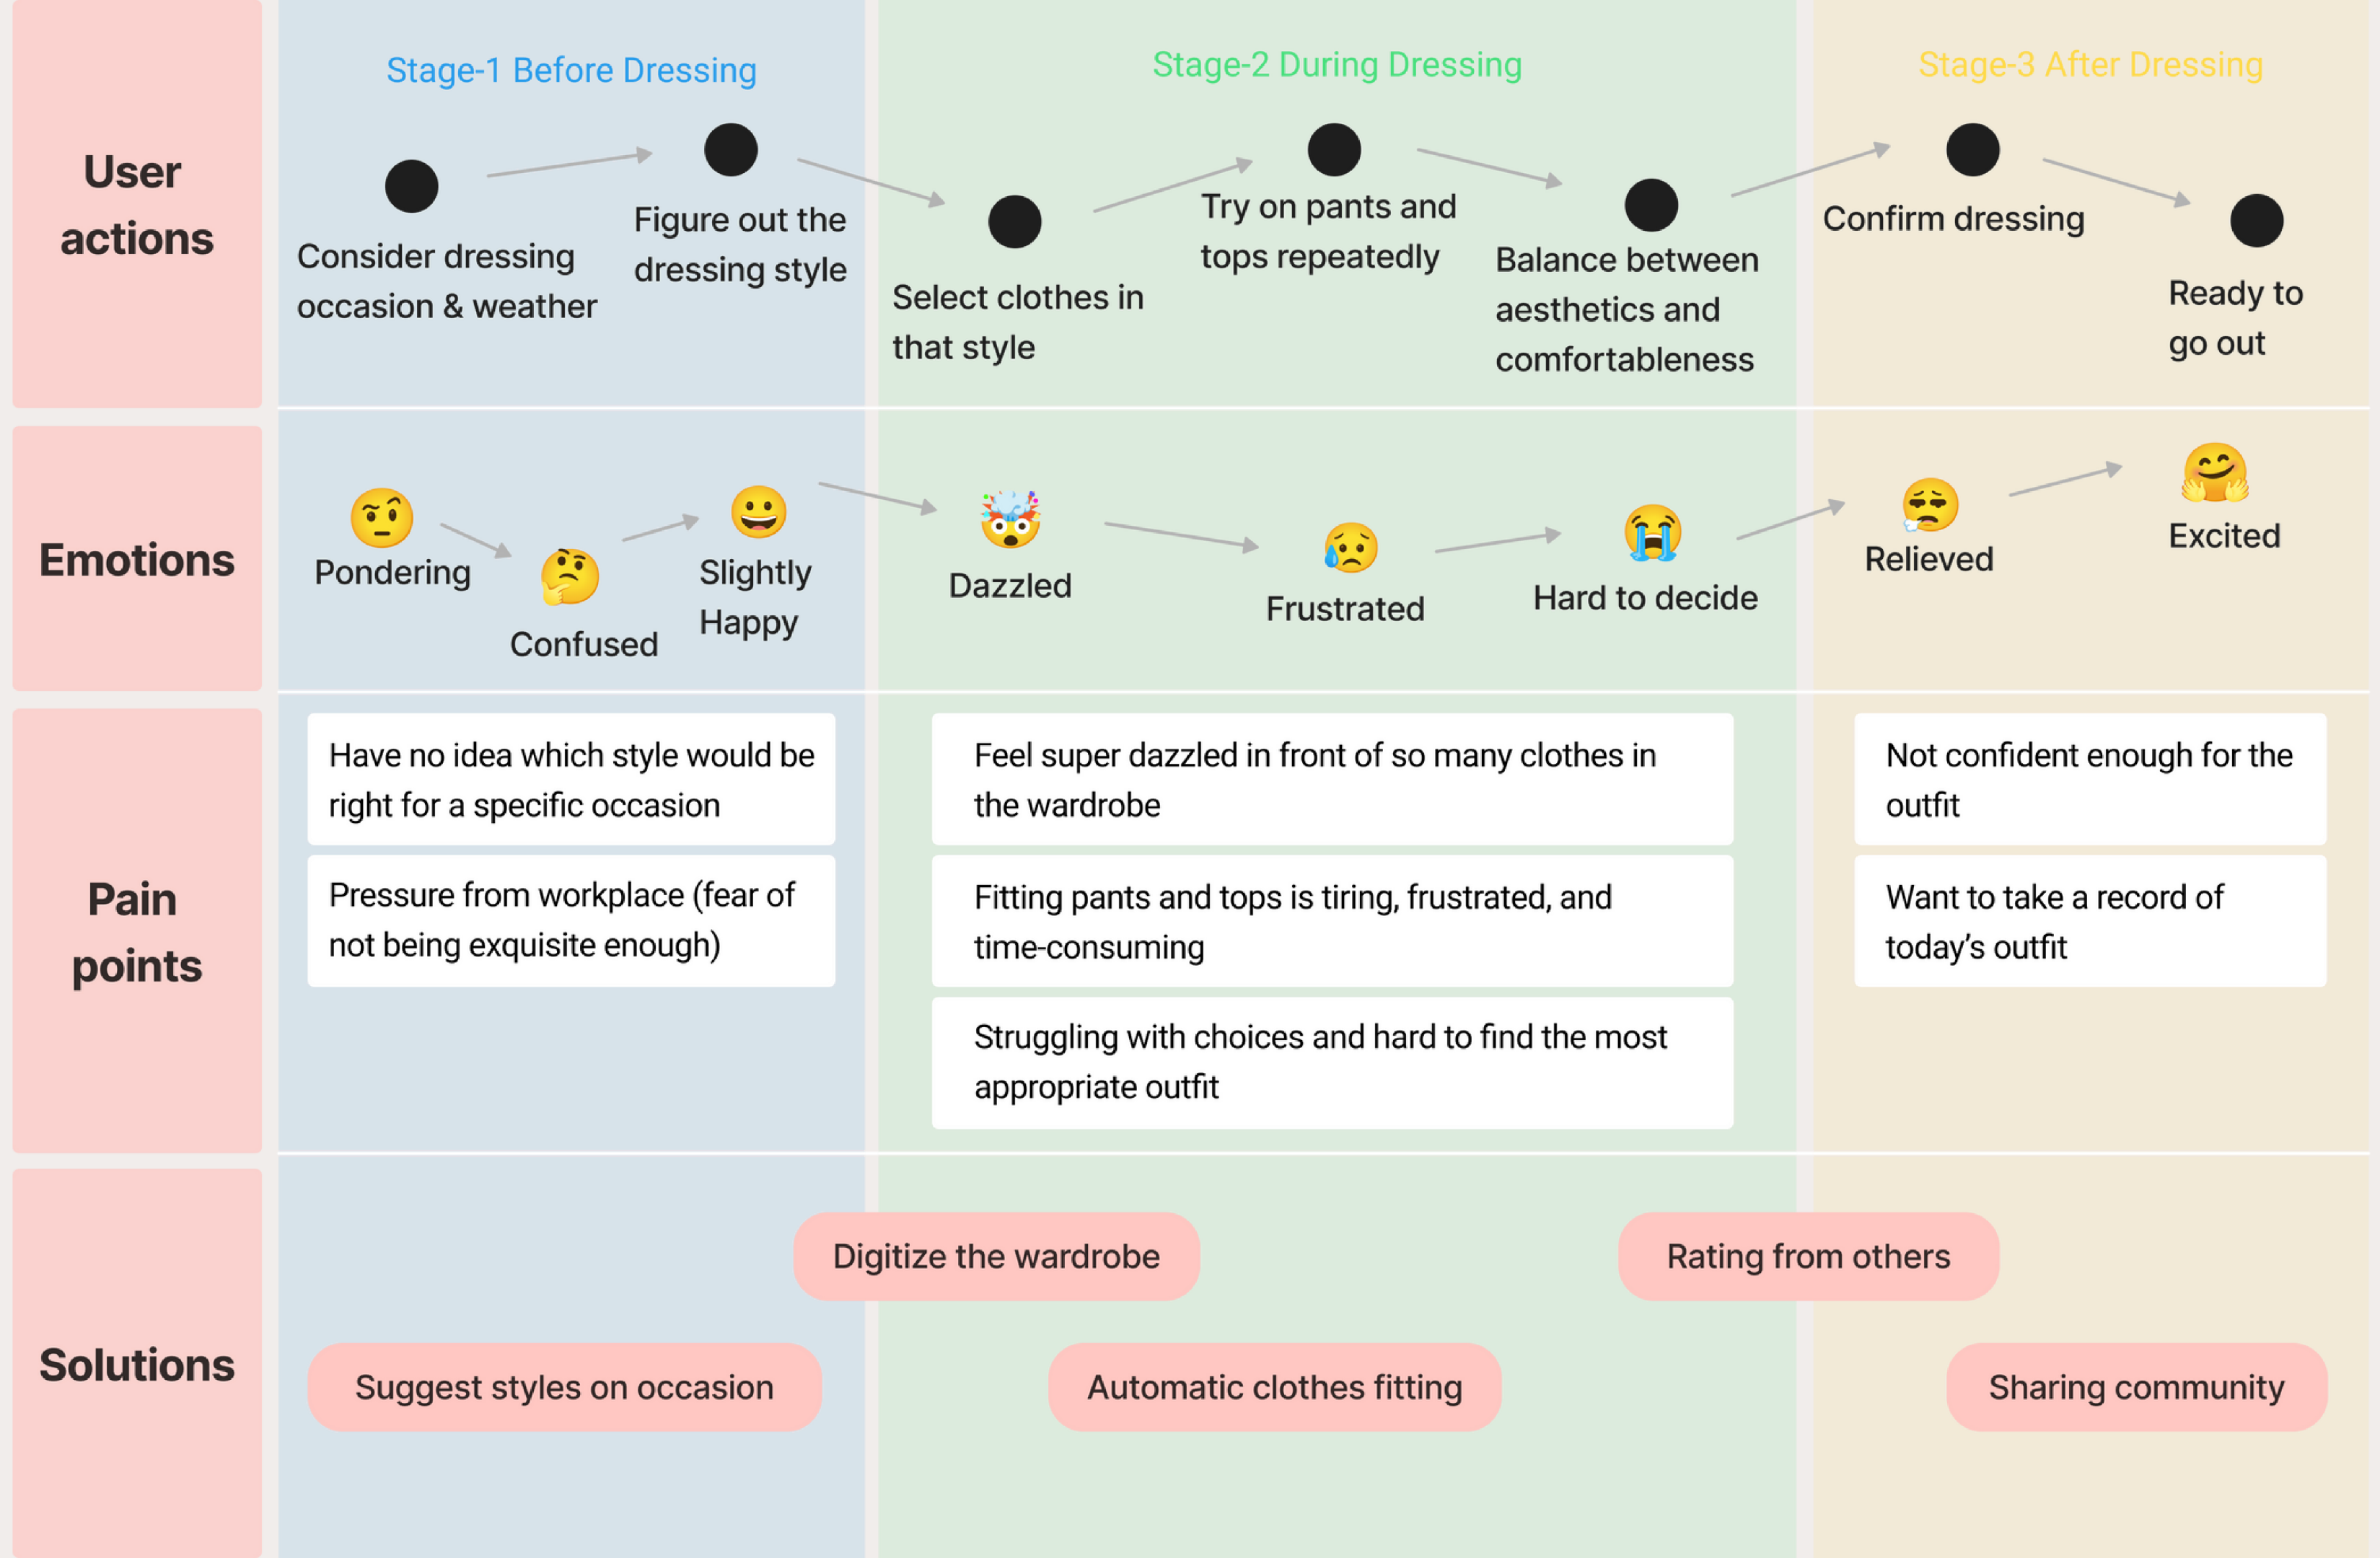 User
actions
Stage-1 Before Dressing
Consider dressing
occasion & weather
Figure out the
dressing style
Stage-2 During Dressing
Select clothes in
that style
Try on pants and
tops repeatedly
Balance between
aesthetics and
comfortableness
Stage-3 After Dressing
Confirm dressing
Ready to
go out
Emotions
Pondering
Confused
Slightly
Happy
Dazzled
Frustrated
Hard to decide
Relieved
Excited
Pain
points
Have no idea which style would be
right for a specific occasion
Pressure from workplace (fear of
not being exquisite enough)
Feel super dazzled in front of so many clothes in
the wardrobe
Fitting pants and tops is tiring, frustrated, and
time-consuming
Struggling with choices and hard to find the most
appropriate outfit
Not confident enough for the
outfit
Want to take a record of
today’s outfit
Solutions
Digitize the wardrobe
Rating from others
Suggest styles on occasion
Automatic clothes fitting
Sharing community